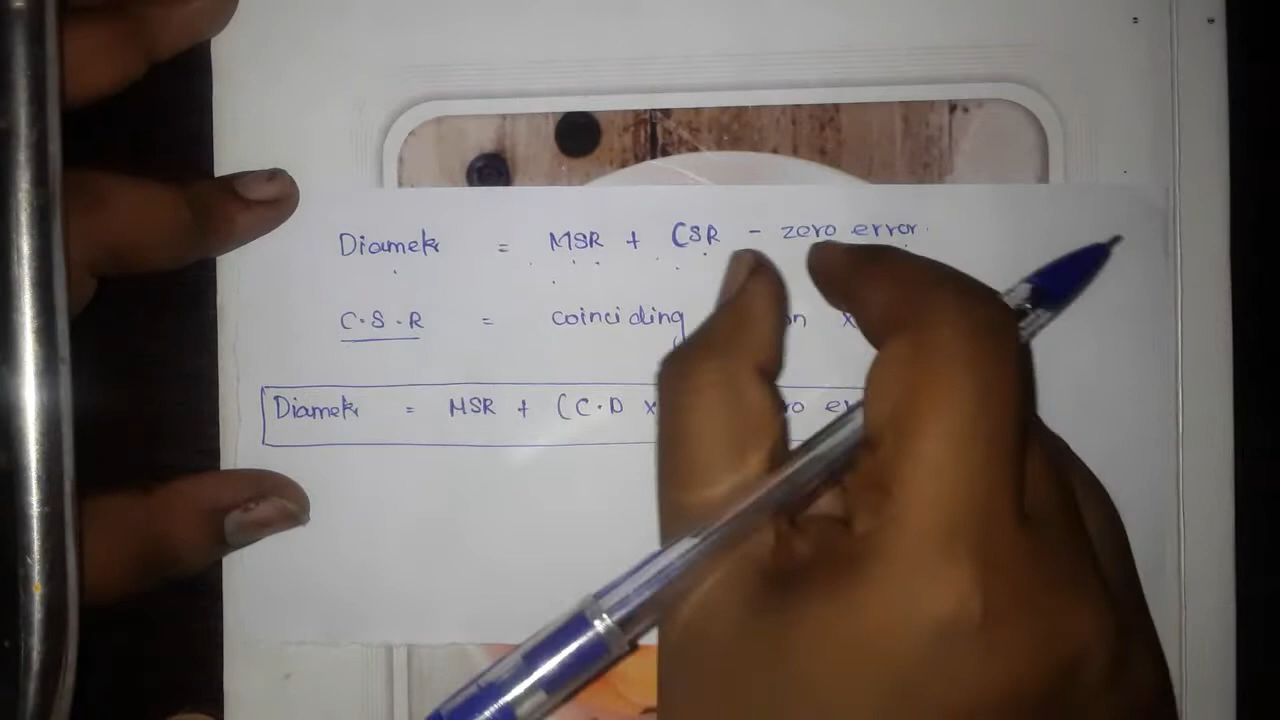 Diameter = MSR + CSR - zero error.
C.S.R = coinciding x
Diameter = MSR + (C.D x